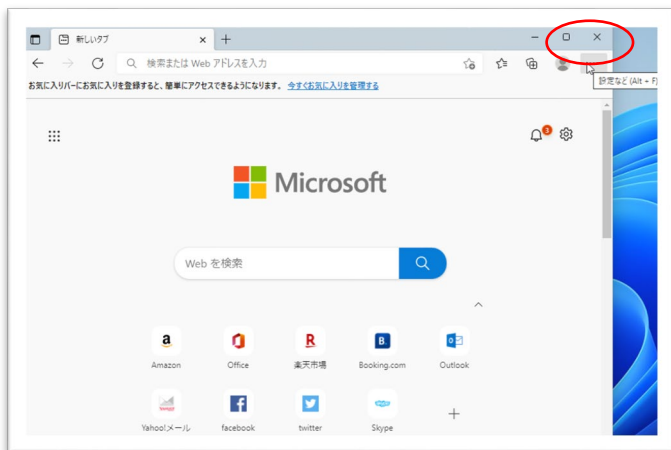 新しいタブ
検索または Web アドレスを入力
お気に入りバーにお気に入りを登録すると、簡単にアクセスできるようになります。 今すぐお気に入りを管理する
設定など (Alt + F)
3
Microsoft
Web を検索
a
R
B.
Amazon
Office
楽天市場
Booking.com
Outlook
Yahoo!メール
facebook
twitter
Skype